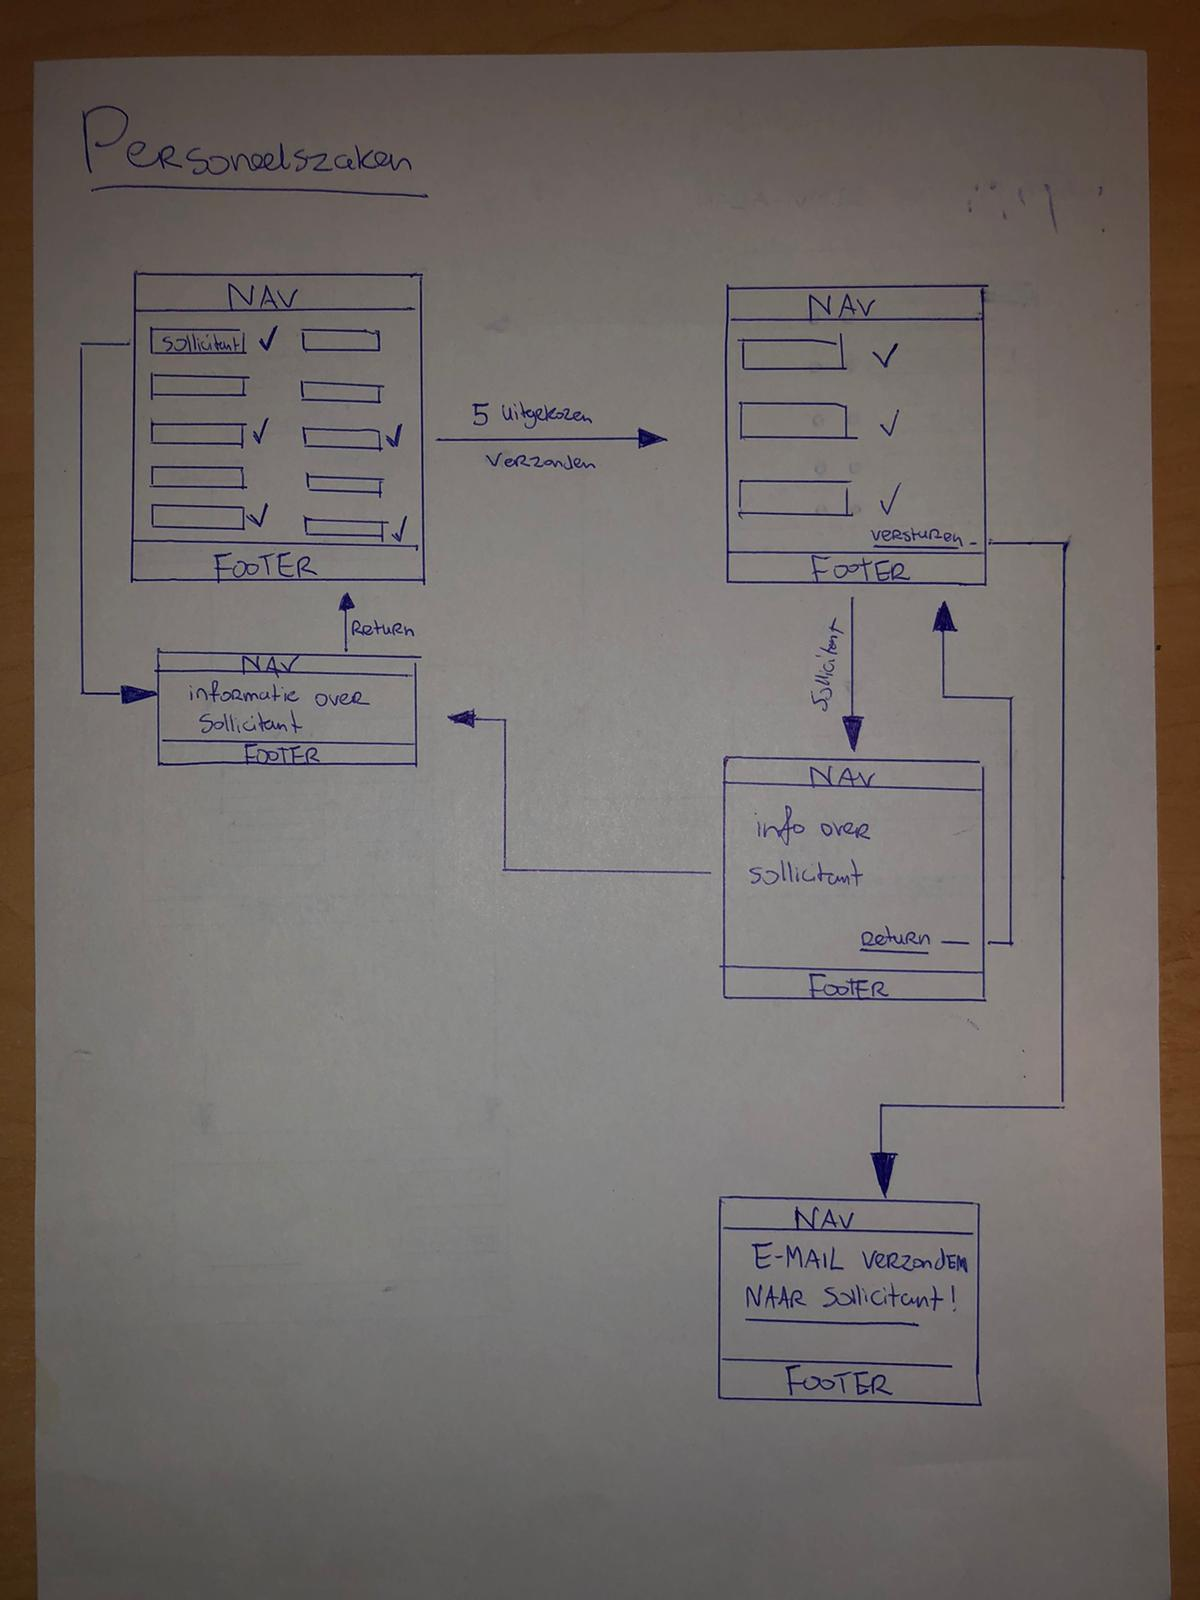 Personeelszaken
NAV
Sollicitant
FOOTER
5 Uitgekozen
Verzonden
NAV
Versturen
FOOTER
Return
NAV
informatie over
Sollicitant
FOOTER
Sollicitant
NAV
info over
sollicitant
Return
FOOTER
NAV
E-MAIL Verzonden
NAAR Sollicitant!
FOOTER